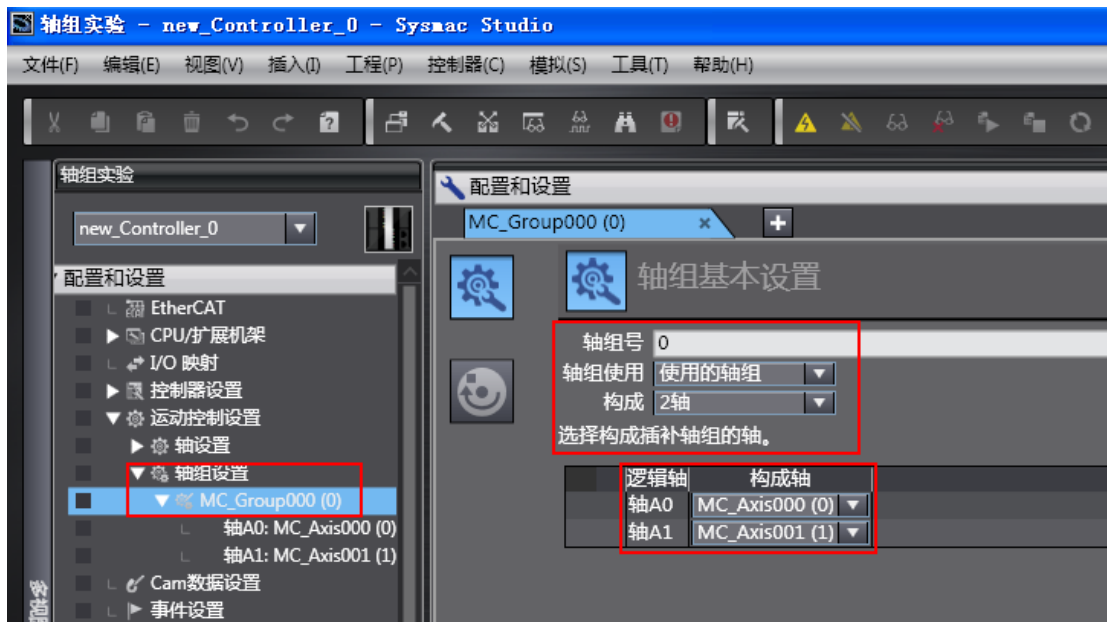 轴组实验 - new_Controller_0 - Sysmac Studio
文件(F) 编辑(E) 视图(V) 插入(I) 工程(P) 控制器(C) 模拟(S) 工具(T) 帮助(H)
轴组实验
new_Controller_0
配置和设置
EtherCAT
CPU/扩展机架
I/O 映射
控制器设置
运动控制设置
轴设置
轴组设置
MC_Group000 (0)
轴A0: MC_Axis000 (0)
轴A1: MC_Axis001 (1)
Cam数据设置
事件设置
配置和设置
MC_Group000 (0)
轴组基本设置
轴组号 0
轴组使用 使用的轴组
构成 2轴
选择构成插补轴组的轴。
逻辑轴 构成轴
轴A0 MC_Axis000 (0)
轴A1 MC_Axis001 (1)